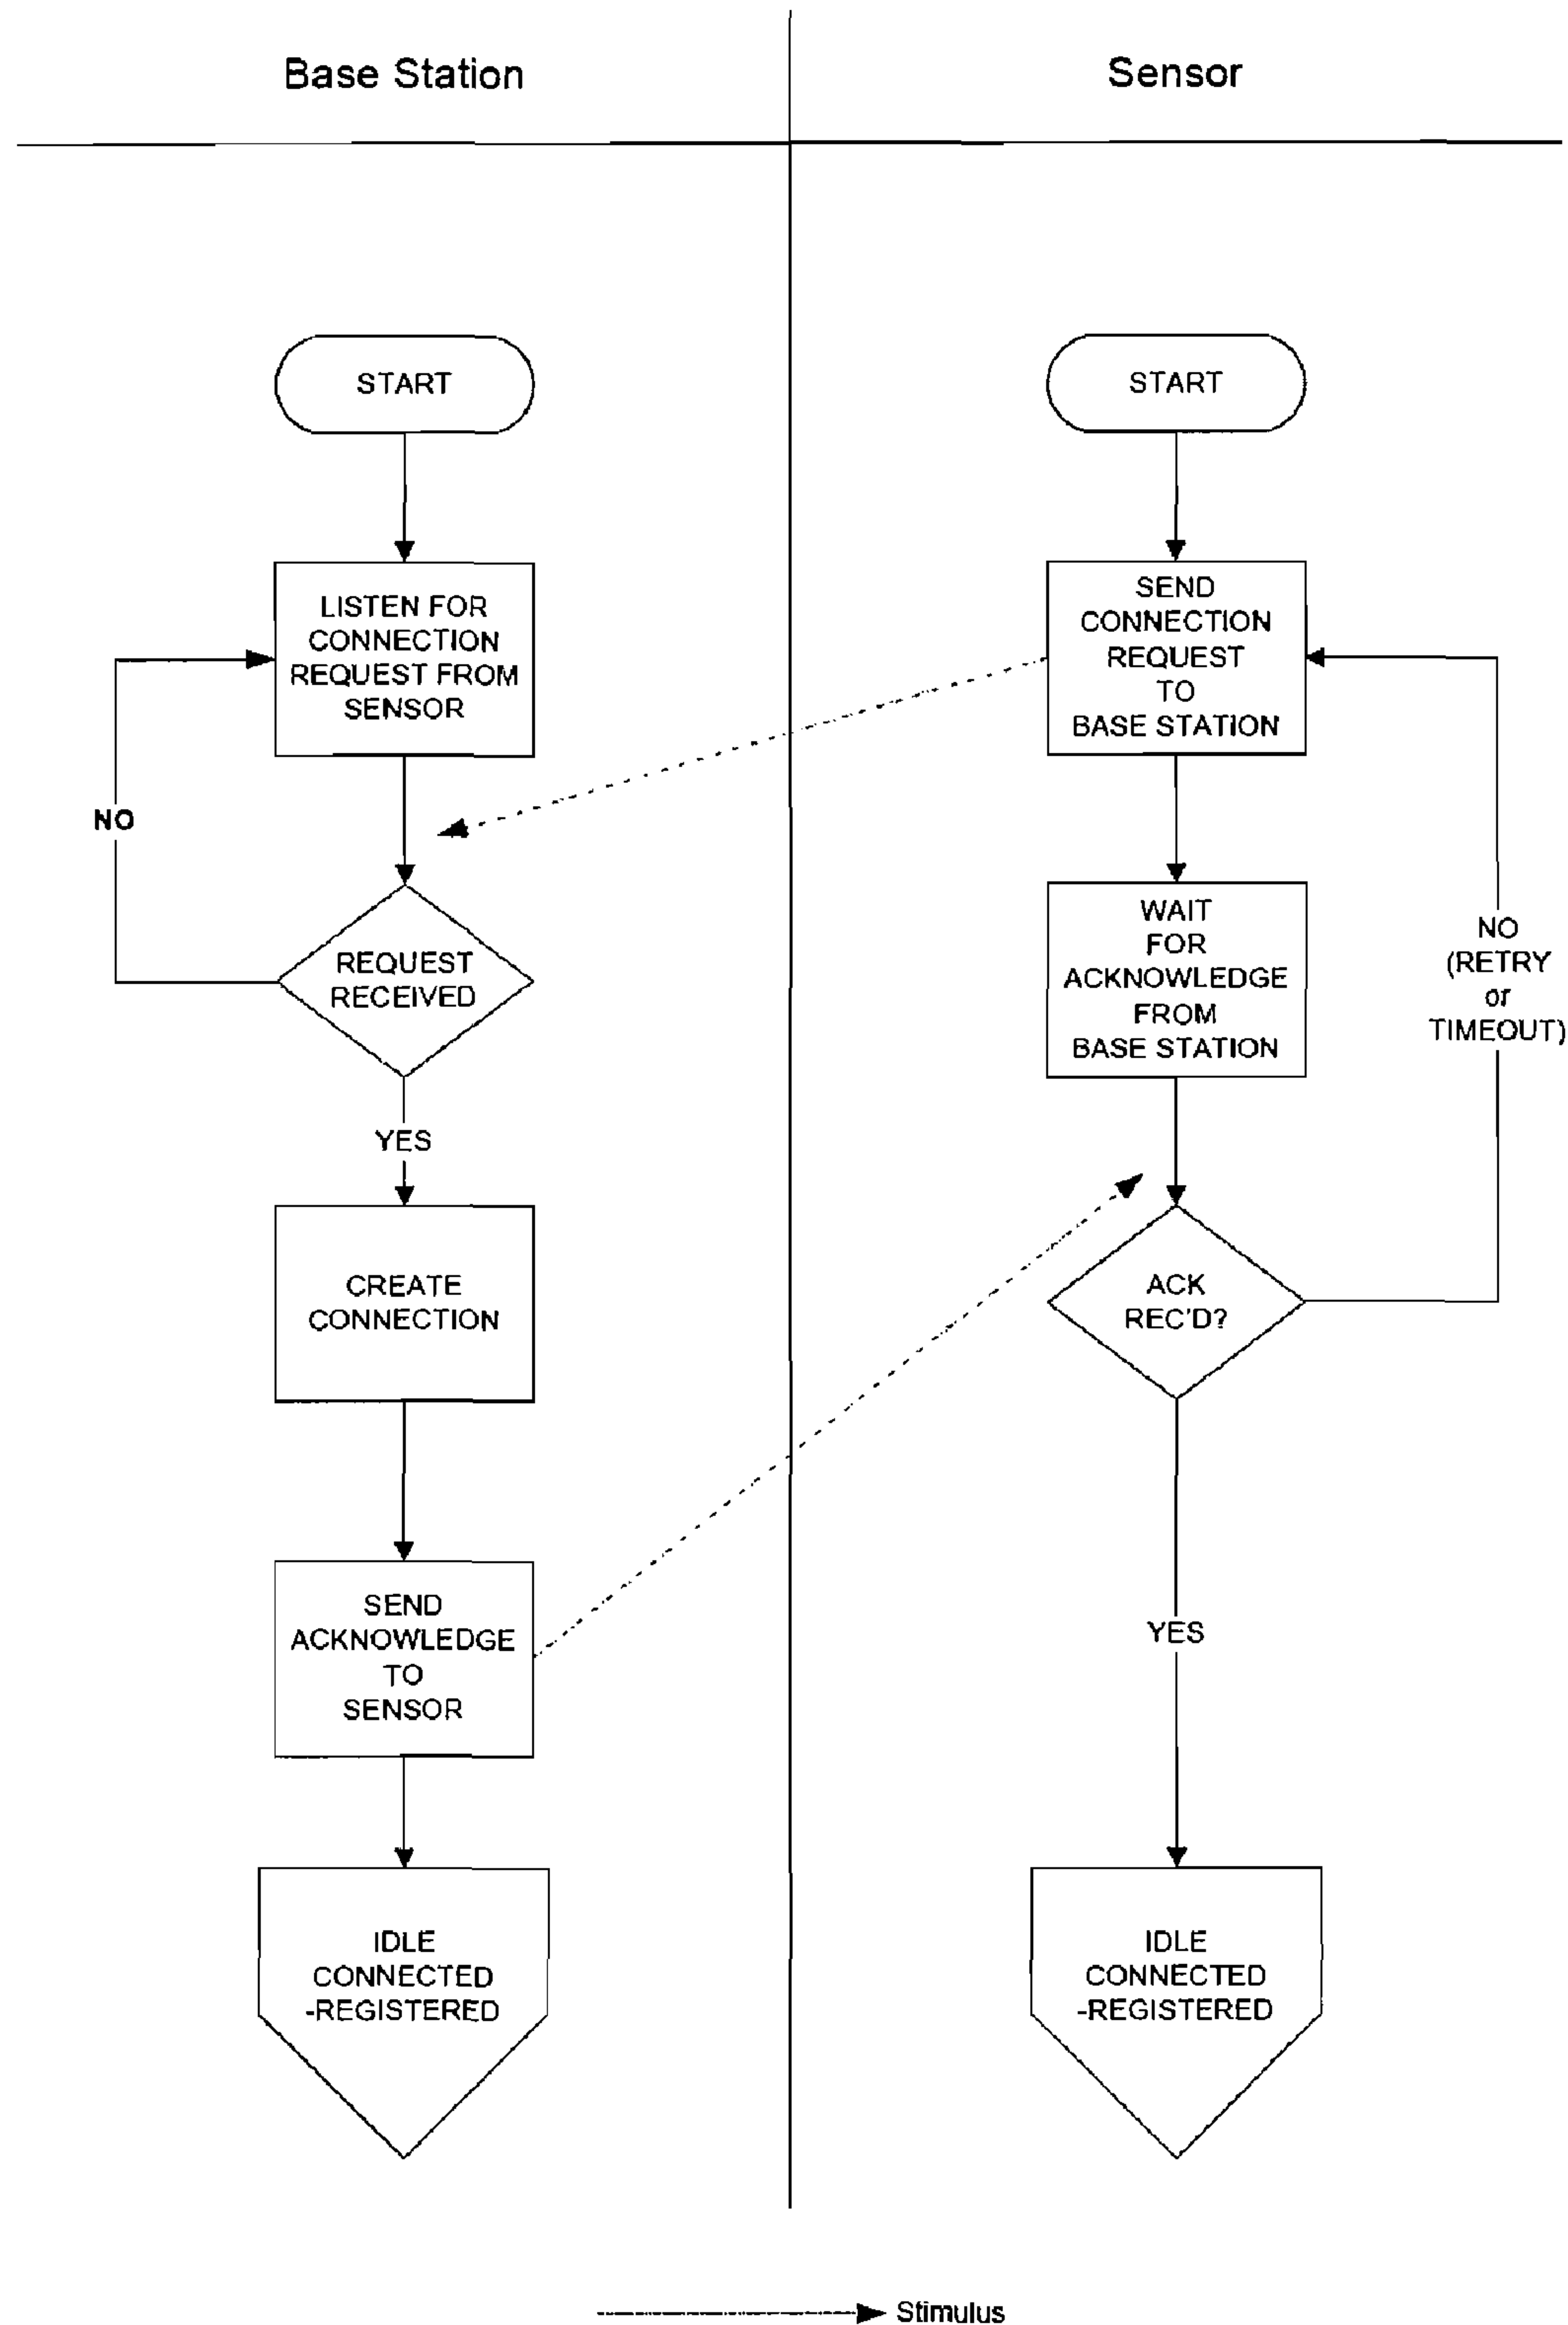 Base Station
Sensor
START
LISTEN FOR
CONNECTION
REQUEST FROM
SENSOR
NO
REQUEST
RECEIVED
YES
CREATE
CONNECTION
SEND
ACKNOWLEDGE
TO
SENSOR
IDLE
CONNECTED
-REGISTERED
START
SEND
CONNECTION
REQUEST
TO
BASE STATION
WAIT
FOR
ACKNOWLEDGE
FROM
BASE STATION
NO
(RETRY
or
TIMEOUT)
ACK
REC'D?
YES
IDLE
CONNECTED
-REGISTERED
Stimulus